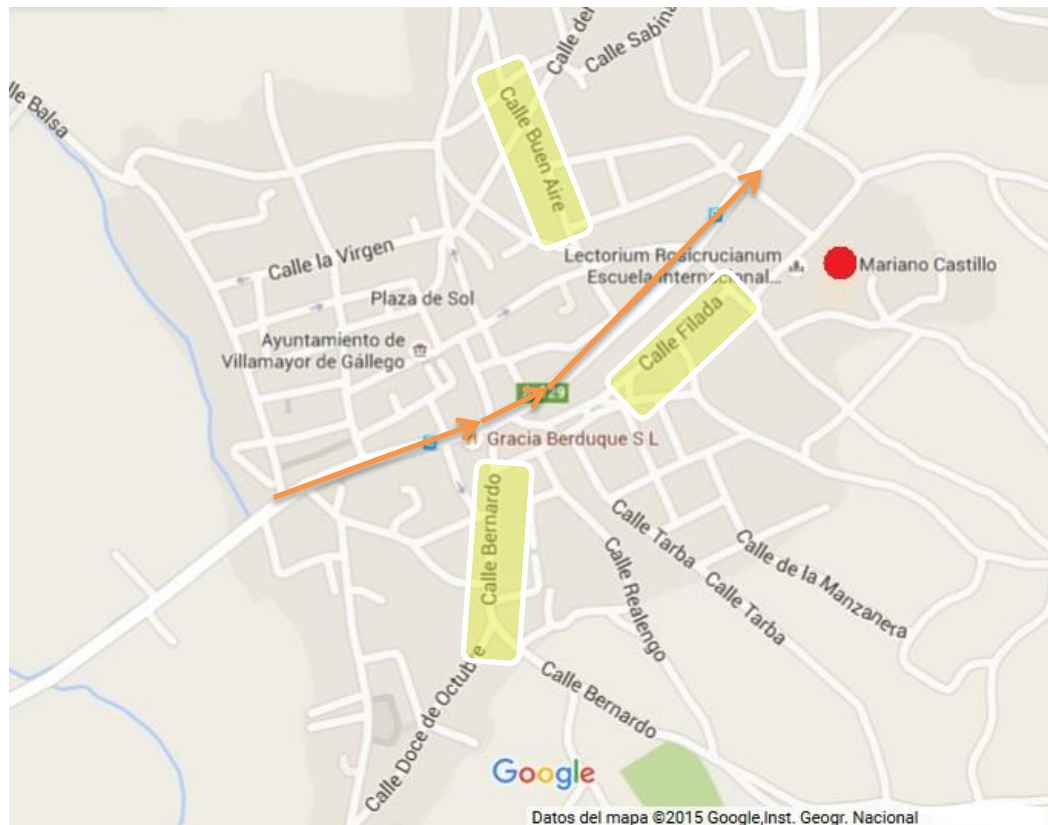 lle Balsa
Calle Buen Aire
Calle del
Calle Sabina
Calle la Virgen
Plaza de Sol
Ayuntamiento de
Villamayor de Gállego
Lectorium Rosicrucianum
Escuela Internacional...
Mariano Castillo
Calle Filada
Gracia Berduque S L
Calle Bernardo
Calle Tarba
Calle Tarba
Calle de la Manzanera
Calle Realengo
Calle Bernardo
Calle Doce de Octubre
Google
Datos del mapa ©2015 Google,Inst. Geogr. Nacional